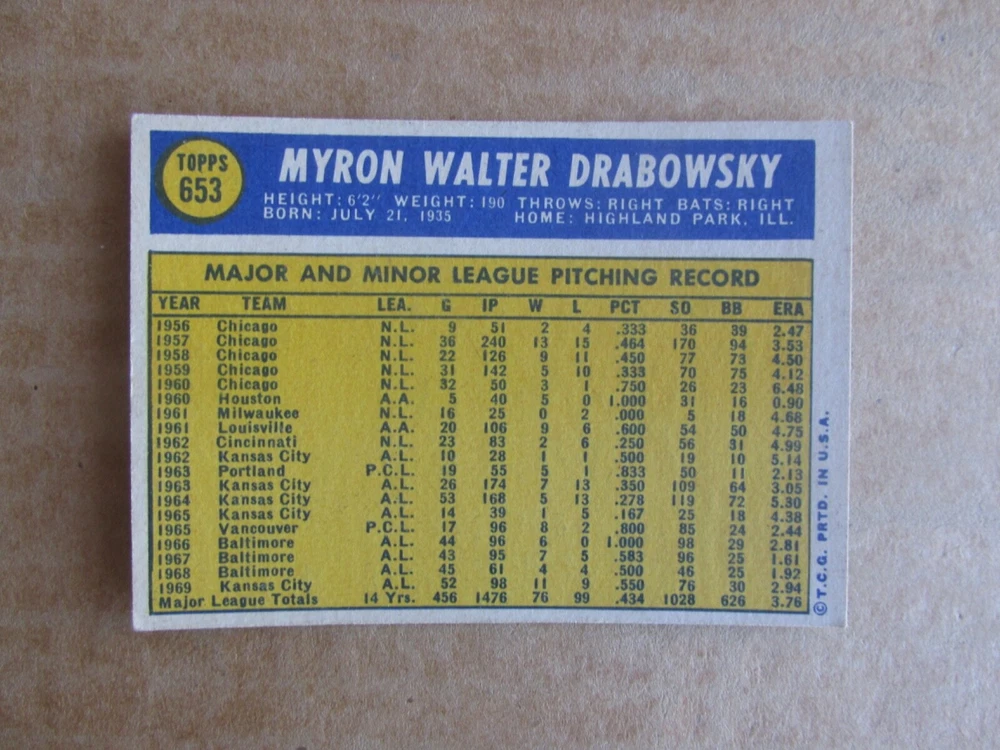 TOPPS
653
MYRON WALTER DRABOWSKY
HEIGHT: 6'2" WEIGHT: 190 THROWS: RIGHT BATS: RIGHT
BORN: JULY 21, 1935 HOME: HIGHLAND PARK, ILL.
MAJOR AND MINOR LEAGUE PITCHING RECORD
YEAR TEAM LEA. G IP W L PCT SO BB ERA
1956 Chicago N.L. 9 51 2 4 .333 36 39 2.47
1957 Chicago N.L. 36 240 13 15 .464 170 94 3.53
1958 Chicago N.L. 22 126 9 11 .450 77 73 4.50
1959 Chicago N.L. 31 142 5 10 .333 70 75 4.12
1960 Chicago N.L. 32 50 3 1 .750 26 23 6.48
1960 Houston A.A. 5 40 5 0 1.000 31 16 0.90
1961 Milwaukee N.L. 16 25 0 2 .000 5 18 4.68
1961 Louisville A.A. 20 106 9 6 .600 54 50 4.75
1962 Cincinnati N.L. 23 83 2 6 .250 56 31 4.99
1962 Kansas City A.L. 10 28 1 1 .500 19 10 5.14
1963 Portland P.C.L. 19 55 5 1 .833 50 11 2.13
1963 Kansas City A.L. 26 174 7 13 .350 109 64 3.05
1964 Kansas City A.L. 53 168 5 13 .278 119 72 5.30
1965 Kansas City A.L. 14 39 1 5 .167 25 18 4.38
1965 Vancouver P.C.L. 17 96 8 2 .800 85 24 2.44
1966 Baltimore A.L. 44 96 6 0 1.000 98 29 2.81
1967 Baltimore A.L. 43 95 7 5 .583 96 25 1.61
1968 Baltimore A.L. 45 61 4 4 .500 46 25 1.92
1969 Kansas City A.L. 52 98 11 9 .550 76 30 2.94
Major League Totals 14 Yrs. 456 1476 76 99 .434 1028 626 3.76
©T.C.G. PRTD. IN U.S.A.